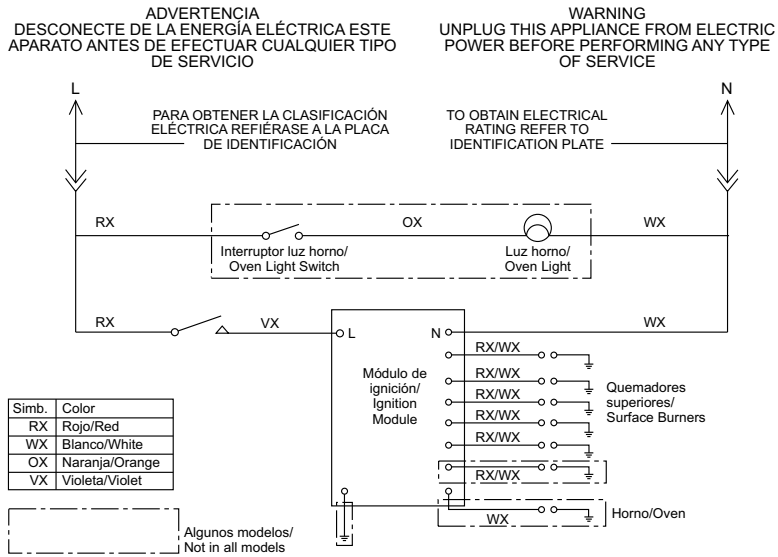 ADVERTENCIA
DESCONECTE DE LA ENERGÍA ELÉCTRICA ESTE
APARATO ANTES DE EFECTUAR CUALQUIER TIPO
DE SERVICIO
WARNING
UNPLUG THIS APPLIANCE FROM ELECTRIC
POWER BEFORE PERFORMING ANY TYPE
OF SERVICE
L
N
PARA OBTENER LA CLASIFICACIÓN
ELÉCTRICA REFIÉRASE A LA PLACA
DE IDENTIFICACIÓN
TO OBTAIN ELECTRICAL
RATING REFER TO
IDENTIFICATION PLATE
RX
OX
WX
Interruptor luz horno/
Oven Light Switch
Luz horno/
Oven Light
RX
VX
L
N
WX
Módulo de
ignición/
Ignition
Module
RX/WX
RX/WX
RX/WX
RX/WX
RX/WX
RX/WX
Quemadores
superiores/
Surface Burners
WX
Horno/Oven
Simb. Color
RX Rojo/Red
WX Blanco/White
OX Naranja/Orange
VX Violeta/Violet
Algunos modelos/
Not in all models